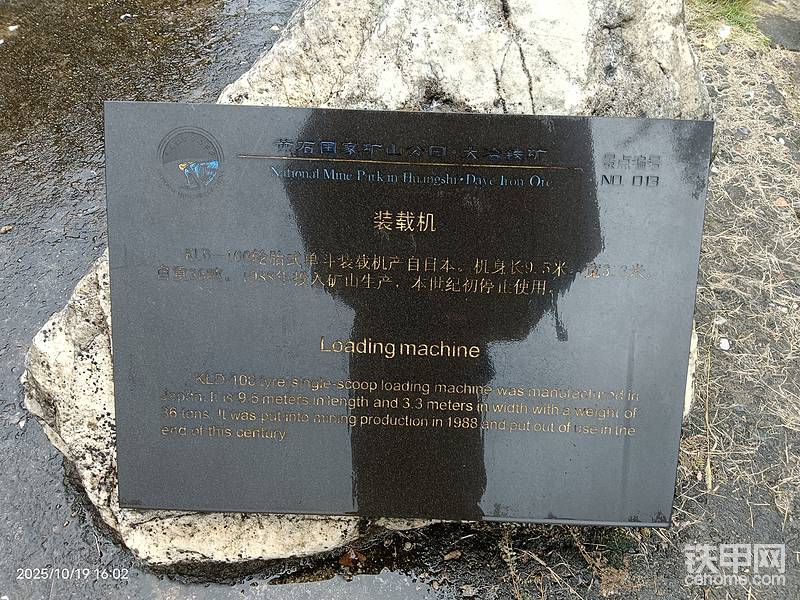 黄石国家矿山公园·大冶铁矿
National Mine Park in Huangshi·Daye Iron Ore
景点编号
NO. 013
装载机
KLD-100轮胎式单斗装载机产自日本。机身长9.5米，宽3.3米，
自重36吨。1988年投入矿山生产，本世纪初停止使用。
Loading machine
KLD-100 tyre single-scoop loading machine was manufactured in
Japan. It is 9.5 meters in length and 3.3 meters in width with a weight of
36 tons. It was put into mining production in 1988 and put out of use in the
end of this century
2025/10/19 16:02
铁甲网
cehome.com